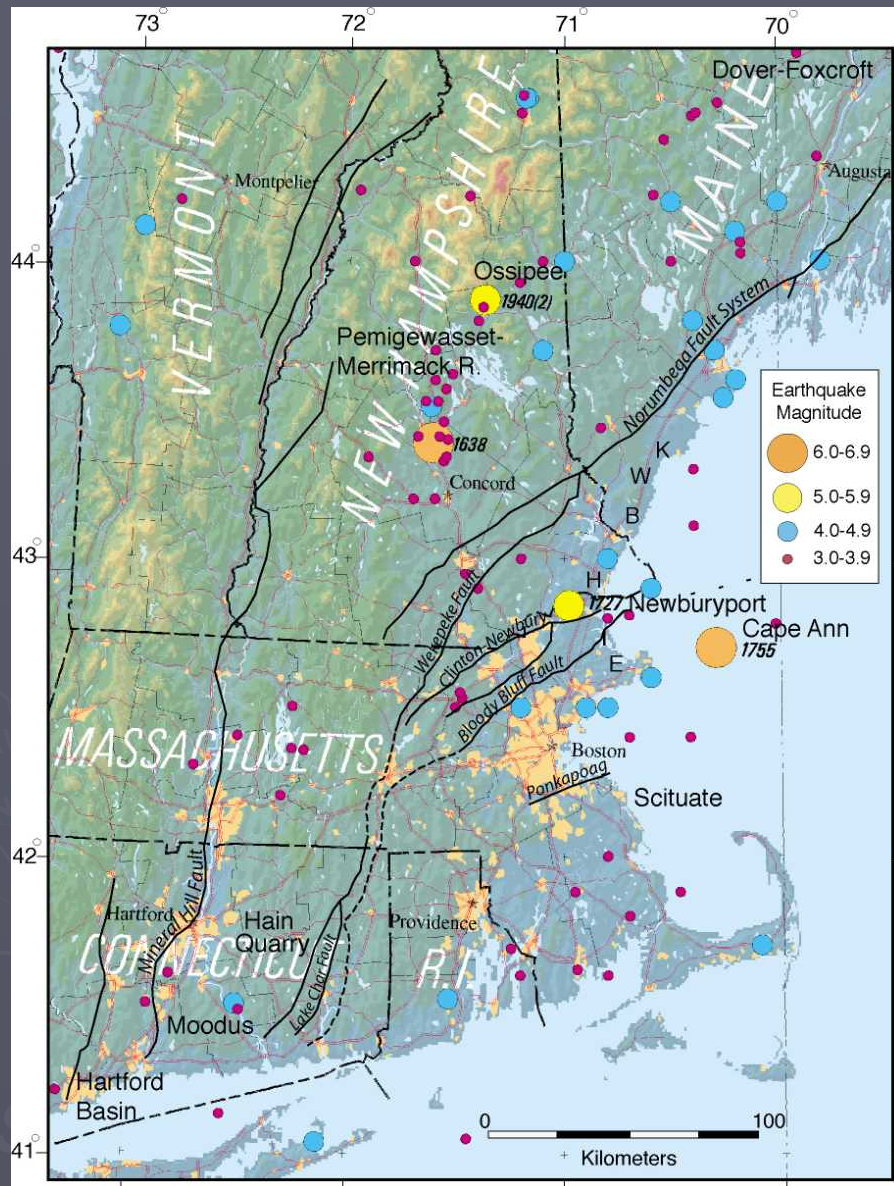 73°
72°
71°
70°
Dover-Foxcroft
VERMONT
NEW HAMPSHIRE
MAINE
Montpelier
Augusta
44°
Ossipee
1940(2)
Pemigewasset-
Merrimack R.
Norumbega Fault System
Earthquake
Magnitude
6.0-6.9
5.0-5.9
4.0-4.9
3.0-3.9
1638
K
W
Concord
B
43°
H
1727
Newburyport
Cape Ann
1755
Wekepeke Fault
Clinton-Newbury
E
Bloody Bluff Fault
MASSACHUSETTS
Boston
Ponkapoag
Scituate
42°
Mineral Hill Fault
Hartford
Hain
Quarry
Providence
CONNECTICUT
R.I.
Lake Char Fault
Moodus
Hartford
Basin
0
100
41°
Kilometers